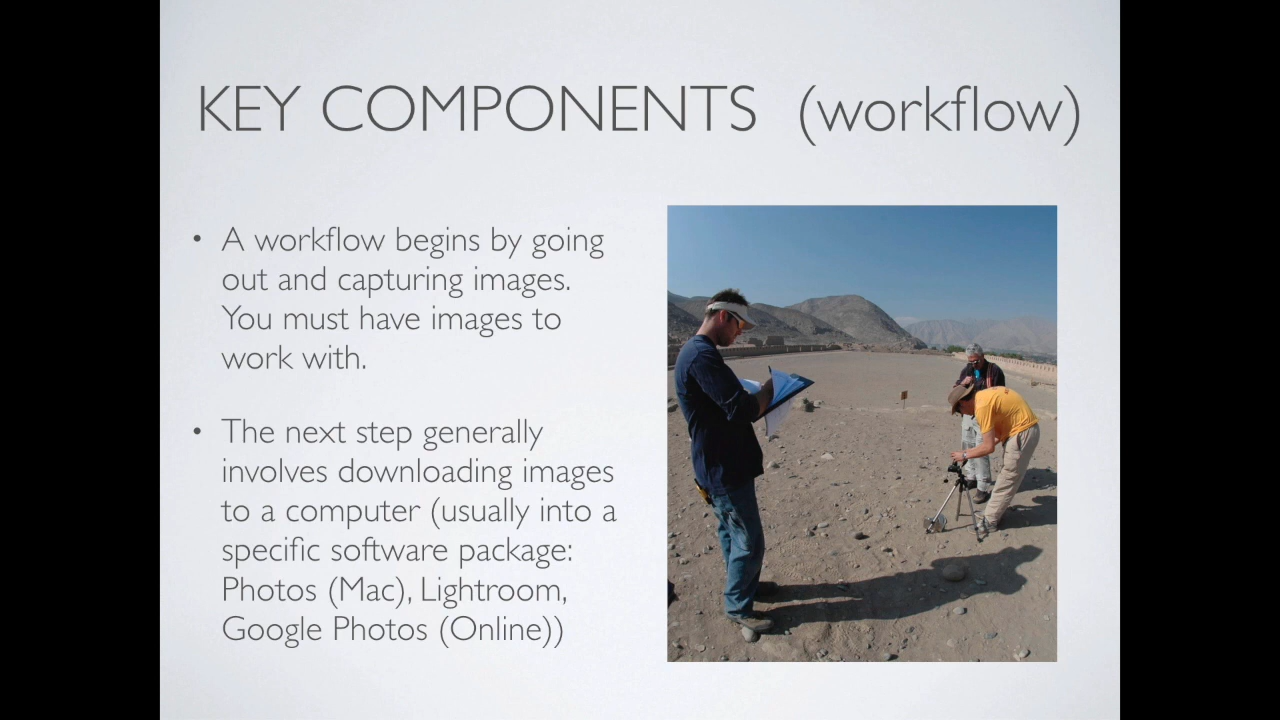 KEY COMPONENTS (workflow)
• A workflow begins by going
out and capturing images.
You must have images to
work with.
• The next step generally
involves downloading images
to a computer (usually into a
specific software package:
Photos (Mac), Lightroom,
Google Photos (Online))